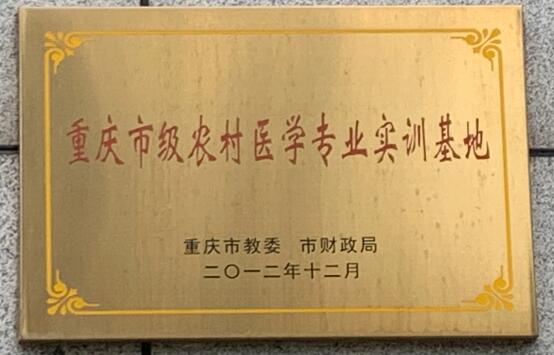 重庆市级农村医学专业实训基地
重庆市教委 市财政局
二〇一二年十二月